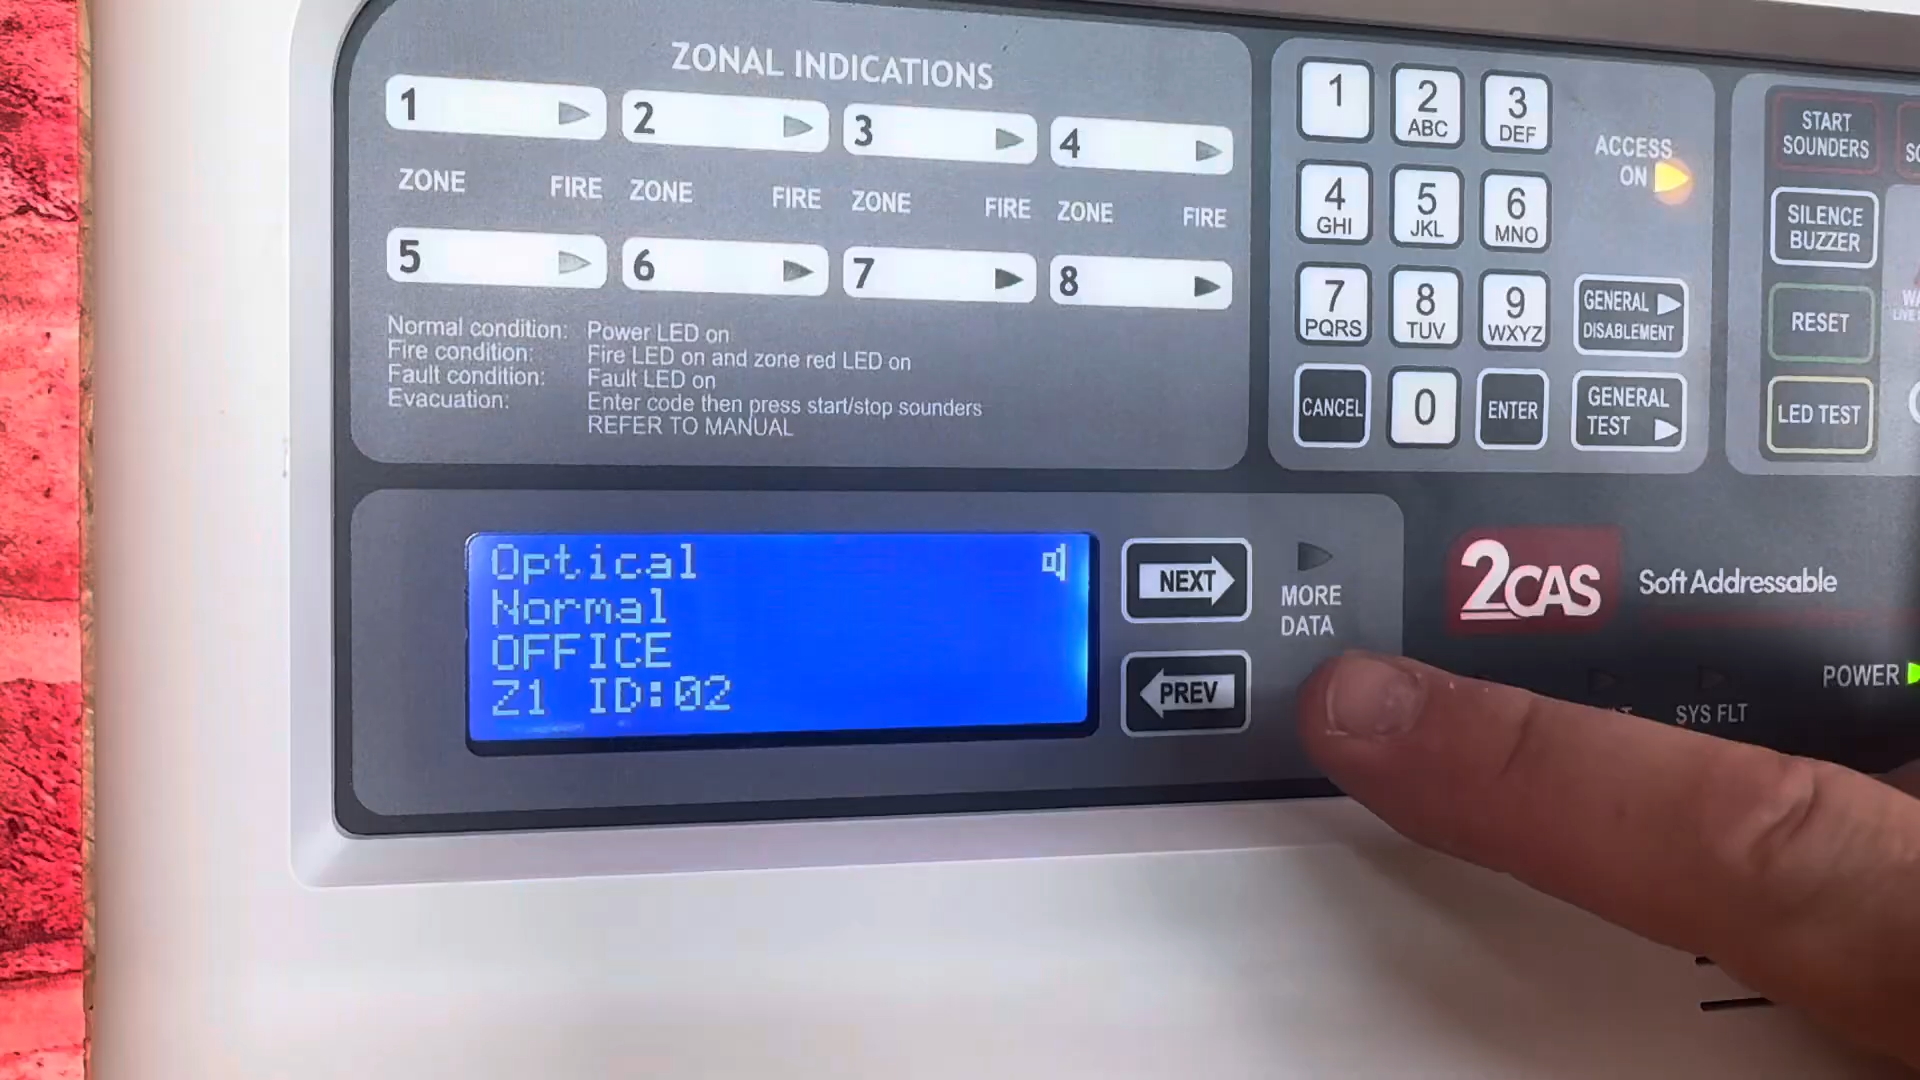 ZONAL INDICATIONS
1 2 3 4
ZONE FIRE ZONE FIRE ZONE FIRE ZONE FIRE
5 6 7 8
Normal condition: Power LED on
Fire condition: Fire LED on and zone red LED on
Fault condition: Fault LED on
Evacuation: Enter code then press start/stop sounders
REFER TO MANUAL
1 2 ABC 3 DEF
4 GHI 5 JKL 6 MNO
7 PQRS 8 TUV 9 WXYZ
CANCEL 0 ENTER
ACCESS
ON
GENERAL
DISABLEMENT
GENERAL
TEST
START
SOUNDERS
SILENCE
BUZZER
RESET
LED TEST
Optical
Normal
OFFICE
Z1 ID:02
NEXT
PREV
MORE
DATA
2CAS SoftAddressable
SYS FLT
POWER